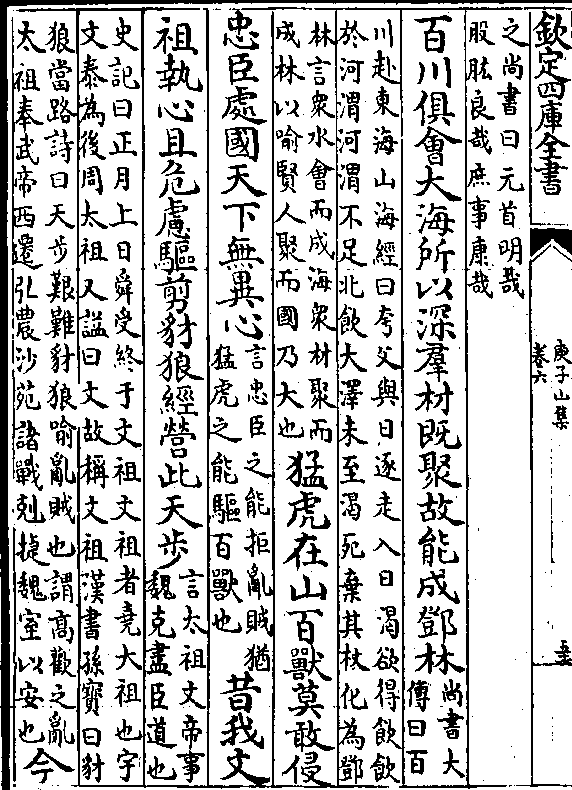 欽定四庫全書
庾子山集
卷六
之尚書曰元首明哉
股肱良哉庶事康哉
百川俱會大海所以深羣材既聚故能成鄧林
尚書大
傳曰百
川赴東海山海經曰夸父與日逐走入日渴欲得飲飲
於河渭河渭不足北飲大澤未至渴死棄其杖化為鄧
林言衆水會而成海衆材聚而
成林以喻賢人聚而國乃大也
猛虎在山百獸莫敢侵
忠臣處國天下無異心
言忠臣之能拒亂賊猶
猛虎之能驅百獸也
昔我文
祖執心且危慮驅剪豺狼經營此天步
言太祖文帝事
魏克盡臣道也
史記曰正月上日舜受終于文祖文祖者堯大祖也宇
文泰為後周太祖又謚曰文故稱文祖漢書孫寳曰豺
狼當路詩曰天步艱難豺狼喻亂賊也謂高歡之亂
太祖奉武帝西遷弘農沙苑諸戰剋捷魏室以安也
今